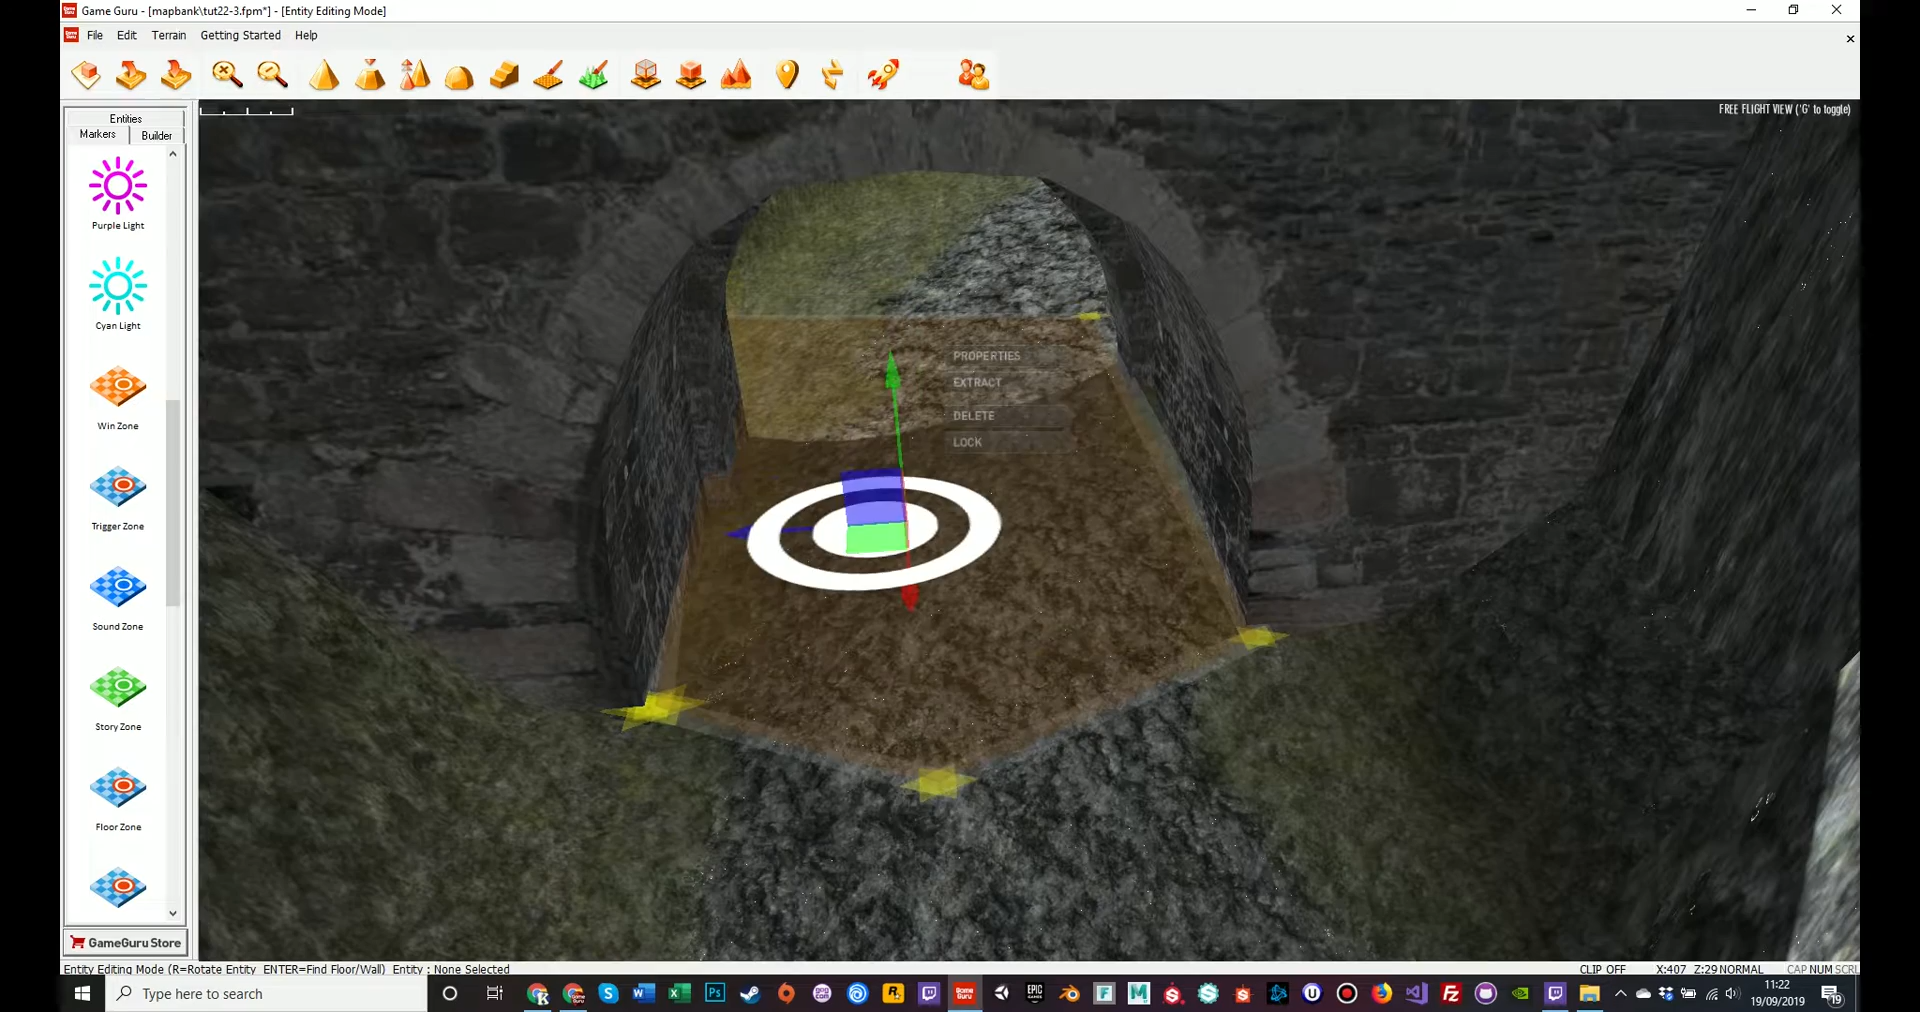 Game Guru - [mapbank\tut22-3.fpm*] - [Entity Editing Mode]
File Edit Terrain Getting Started Help
FREE FLIGHT VIEW ('G' to toggle)
Entities
Markers Builder
Purple Light
Cyan Light
Win Zone
Trigger Zone
Sound Zone
Story Zone
Floor Zone
PROPERTIES
EXTRACT
DELETE
LOCK
GameGuru Store
Entity Editing Mode (R=Rotate Entity ENTER=Find Floor/Wall) Entity : None Selected
CLIP OFF X:407 Z:29 NORMAL CAP NUM SCRL
Type here to search
11:22
19/09/2019